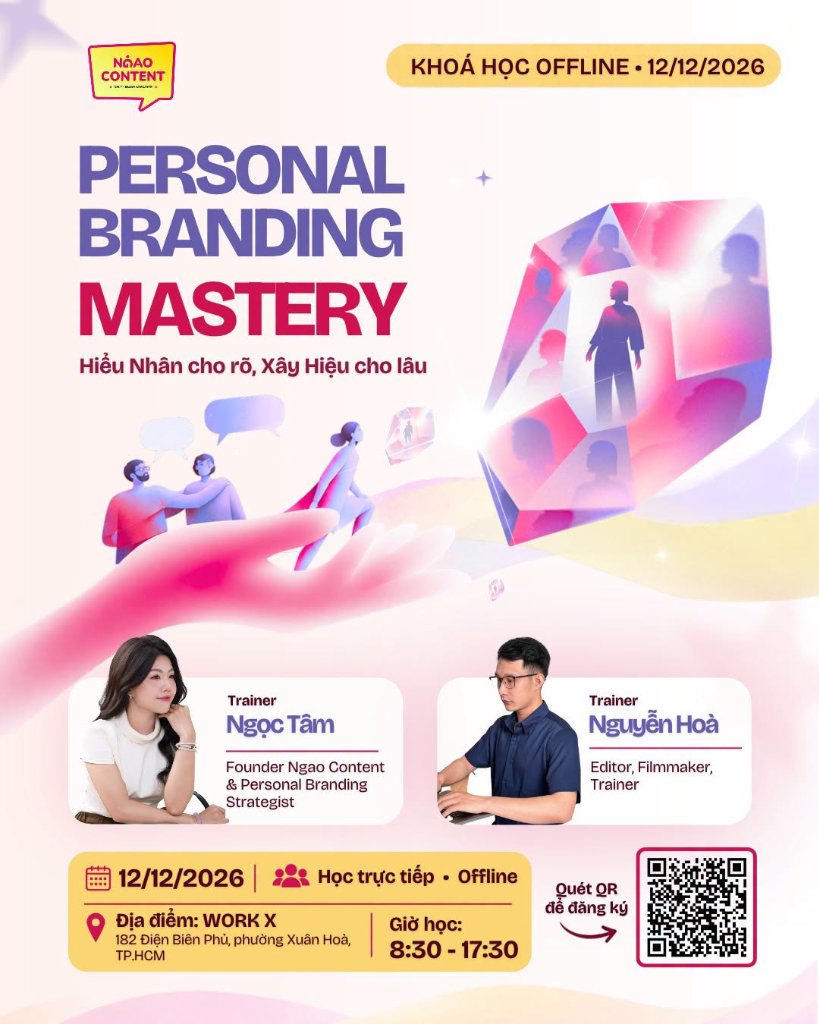 NGAO
CONTENT
KHOÁ HỌC OFFLINE • 12/12/2026
PERSONAL
BRANDING
MASTERY
Hiểu Nhân cho rõ, Xây Hiệu cho lâu
Trainer
Ngọc Tâm
Founder Ngao Content
& Personal Branding
Strategist
Trainer
Nguyễn Hoà
Editor, Filmmaker,
Trainer
12/12/2026
Học trực tiếp • Offline
Địa điểm: WORK X
182 Điện Biên Phủ, phường Xuân Hoà,
TP.HCM
Giờ học:
8:30 - 17:30
Quét QR
để đăng ký